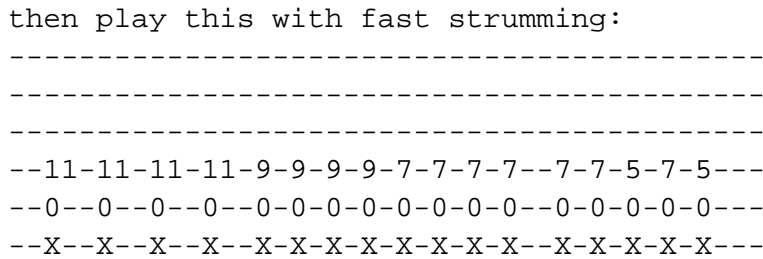 then play this with fast strumming:
-------------------------------------------
-------------------------------------------
-------------------------------------------
--11-11-11-11-9-9-9-9-7-7-7-7--7-7-5-7-5---
--0--0--0--0--0-0-0-0-0-0-0-0--0-0-0-0-0---
--X--X--X--X--X-X-X-X-X-X-X-X--X-X-X-X-X---